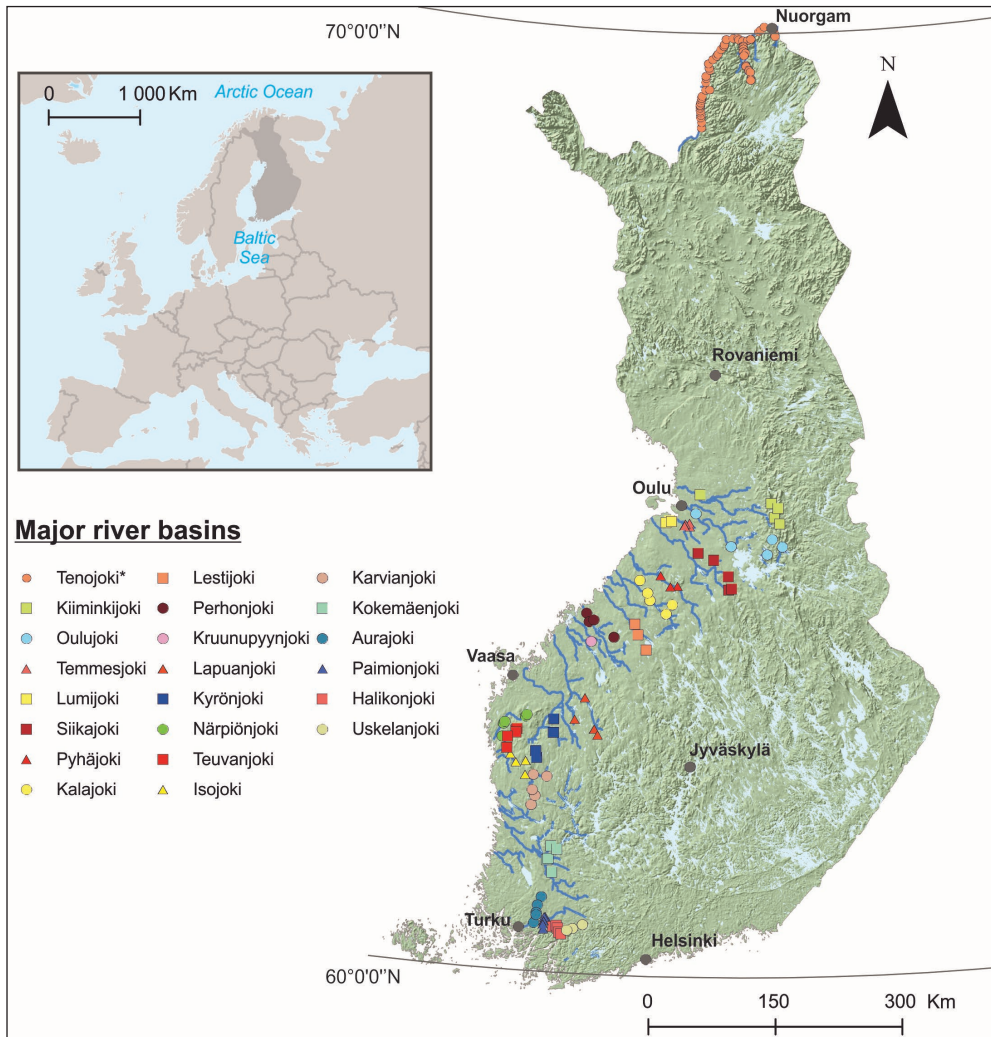 70°0'0"N
Nuorgam
0 1 000 Km
Arctic Ocean
N
Baltic
Sea
Rovaniemi
Oulu
Major river basins
Tenojoki* Lestijoki Karvianjoki
Kiiminkijoki Perhonjoki Kokemäenjoki
Oulujoki Kruunupyynjoki Aurajoki
Temmesjoki Lapuanjoki Paimionjoki
Lumijoki Kyrönjoki Halikonjoki
Siikajoki Närpiönjoki Uskelanjoki
Pyhäjoki Teuvanjoki
Kalajoki Isojoki
Vaasa
Jyväskylä
Turku
Helsinki
60°0'0"N
0 150 300 Km